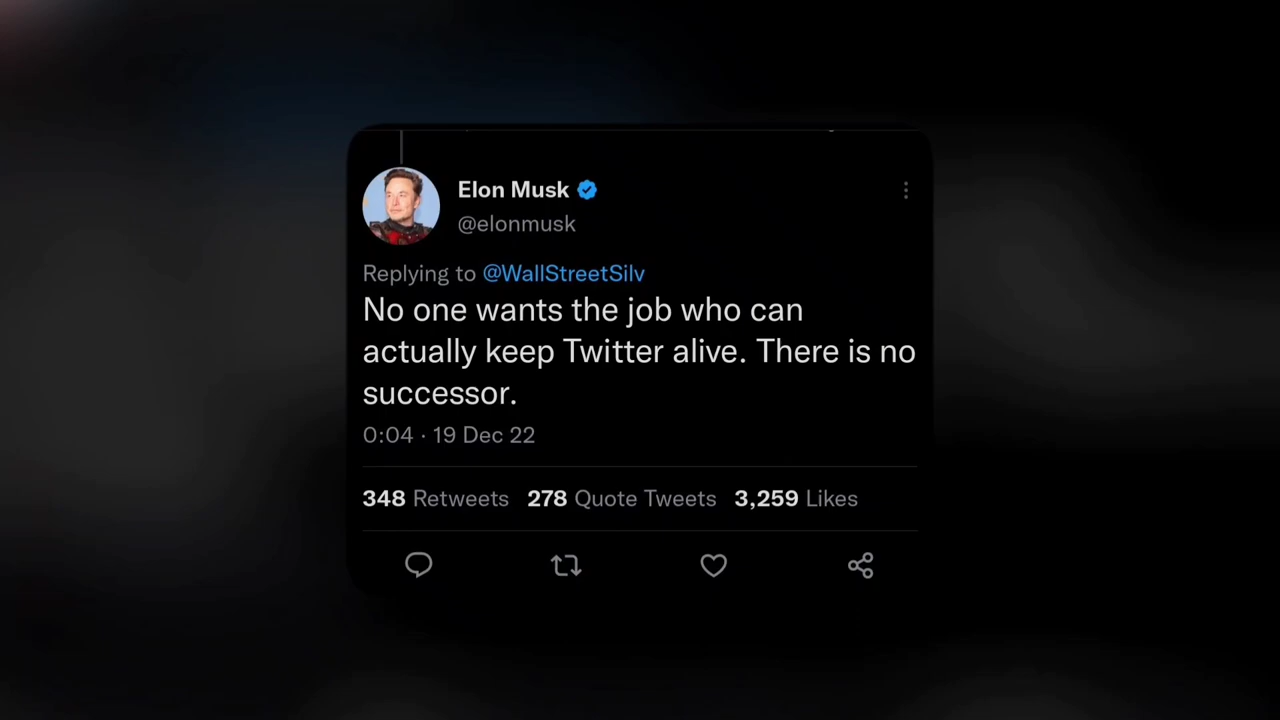 Elon Musk
@elonmusk
Replying to @WallStreetSilv
No one wants the job who can
actually keep Twitter alive. There is no
successor.
0:04 · 19 Dec 22
348 Retweets 278 Quote Tweets 3,259 Likes